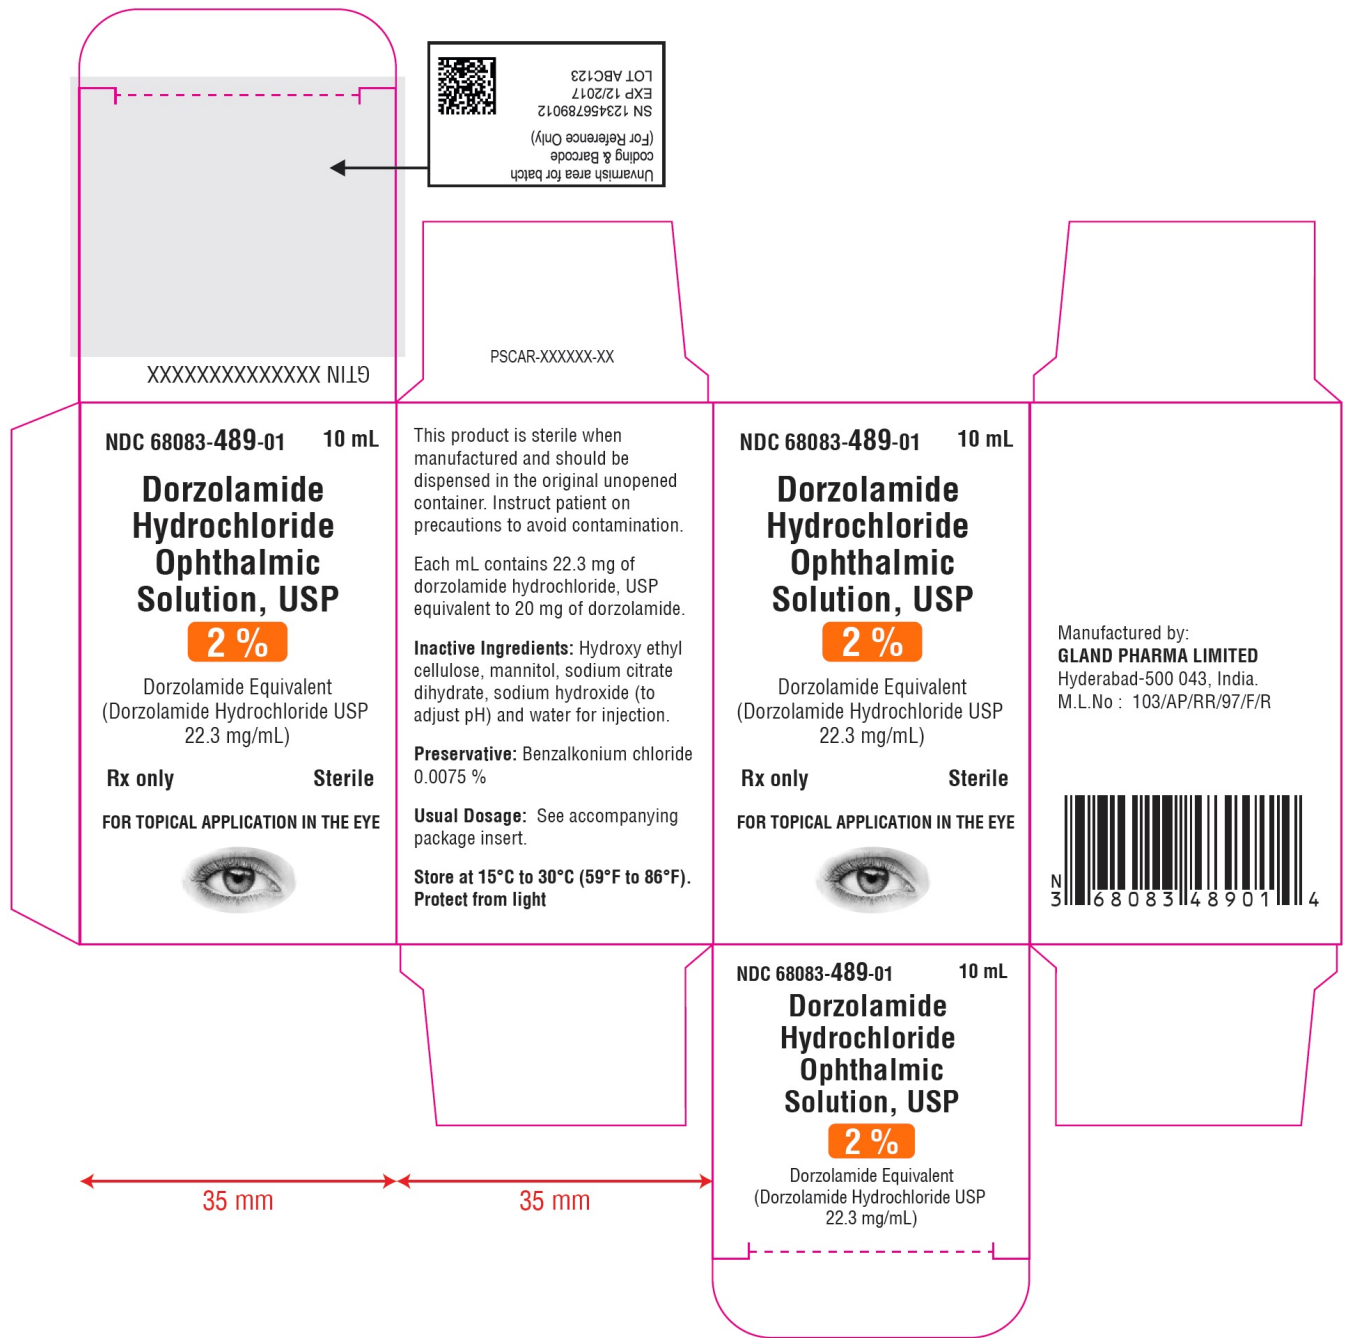 Unvarnish area for batch
coding & Barcode
(For Reference Only)
SN 123456789012
EXP 12/2017
LOT ABC123
GTIN XXXXXXXXXXXXXX
PSCAR-XXXXXX-XX
NDC 68083-489-01 10 mL
Dorzolamide
Hydrochloride
Ophthalmic
Solution, USP
2 %
Dorzolamide Equivalent
(Dorzolamide Hydrochloride USP
22.3 mg/mL)
Rx only Sterile
FOR TOPICAL APPLICATION IN THE EYE
This product is sterile when
manufactured and should be
dispensed in the original unopened
container. Instruct patient on
precautions to avoid contamination.
Each mL contains 22.3 mg of
dorzolamide hydrochloride, USP
equivalent to 20 mg of dorzolamide.
Inactive Ingredients: Hydroxy ethyl
cellulose, mannitol, sodium citrate
dihydrate, sodium hydroxide (to
adjust pH) and water for injection.
Preservative: Benzalkonium chloride
0.0075 %
Usual Dosage: See accompanying
package insert.
Store at 15°C to 30°C (59°F to 86°F).
Protect from light
NDC 68083-489-01 10 mL
Dorzolamide
Hydrochloride
Ophthalmic
Solution, USP
2 %
Dorzolamide Equivalent
(Dorzolamide Hydrochloride USP
22.3 mg/mL)
Rx only Sterile
FOR TOPICAL APPLICATION IN THE EYE
Manufactured by:
GLAND PHARMA LIMITED
Hyderabad-500 043, India.
M.L.No : 103/AP/RR/97/F/R
N
3 68083 48901 4
NDC 68083-489-01 10 mL
Dorzolamide
Hydrochloride
Ophthalmic
Solution, USP
2 %
Dorzolamide Equivalent
(Dorzolamide Hydrochloride USP
22.3 mg/mL)
35 mm
35 mm